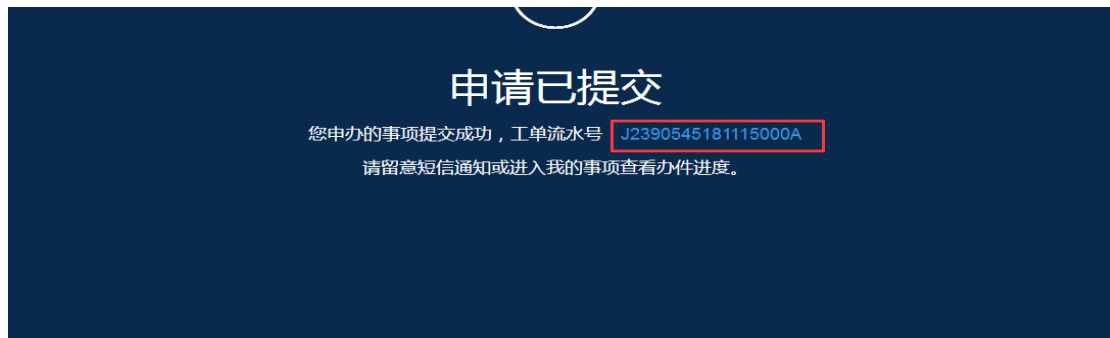 申请已提交
您申办的事项提交成功，工单流水号 J2390545181115000A
请留意短信通知或进入我的事项查看办件进度。